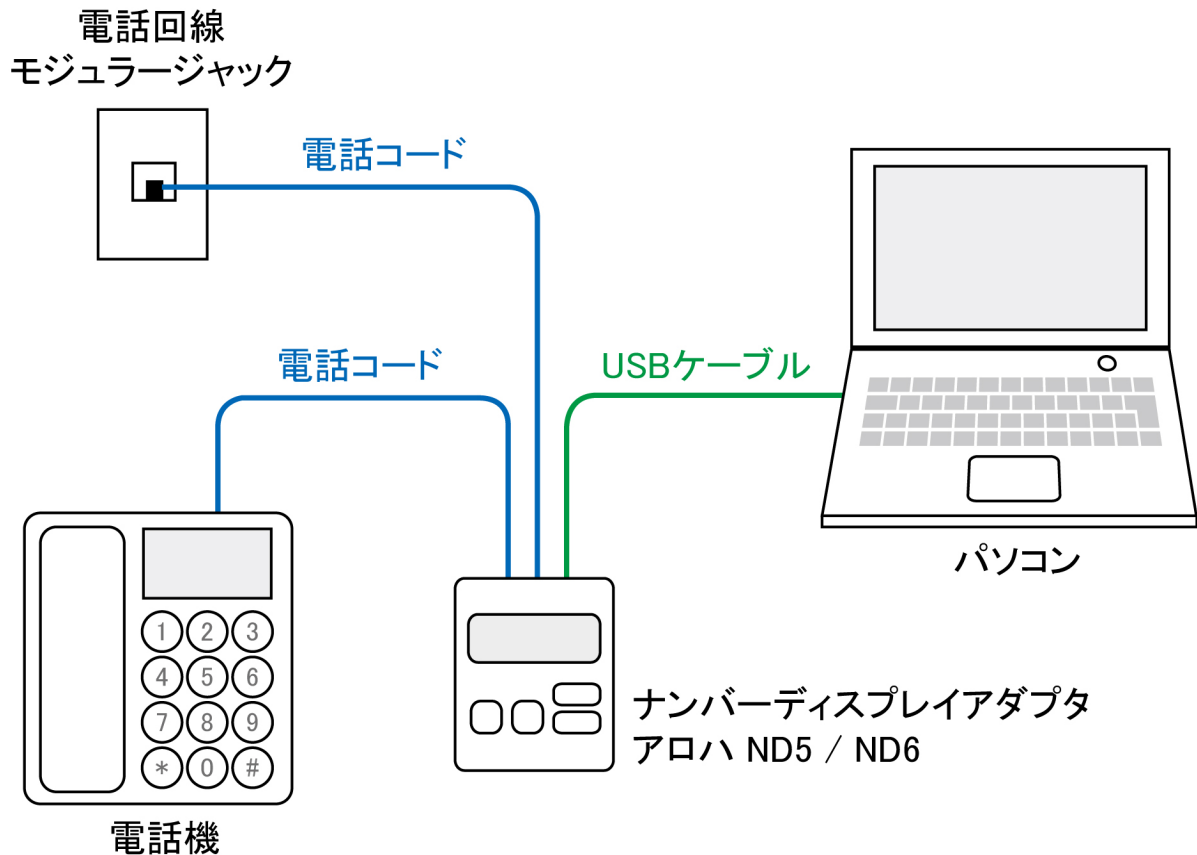 電話回線
モジュラージャック
電話コード
電話コード
USBケーブル
パソコン
1 2 3
4 5 6
7 8 9
* 0 #
ナンバーディスプレイアダプタ
アロハ ND5 / ND6
電話機